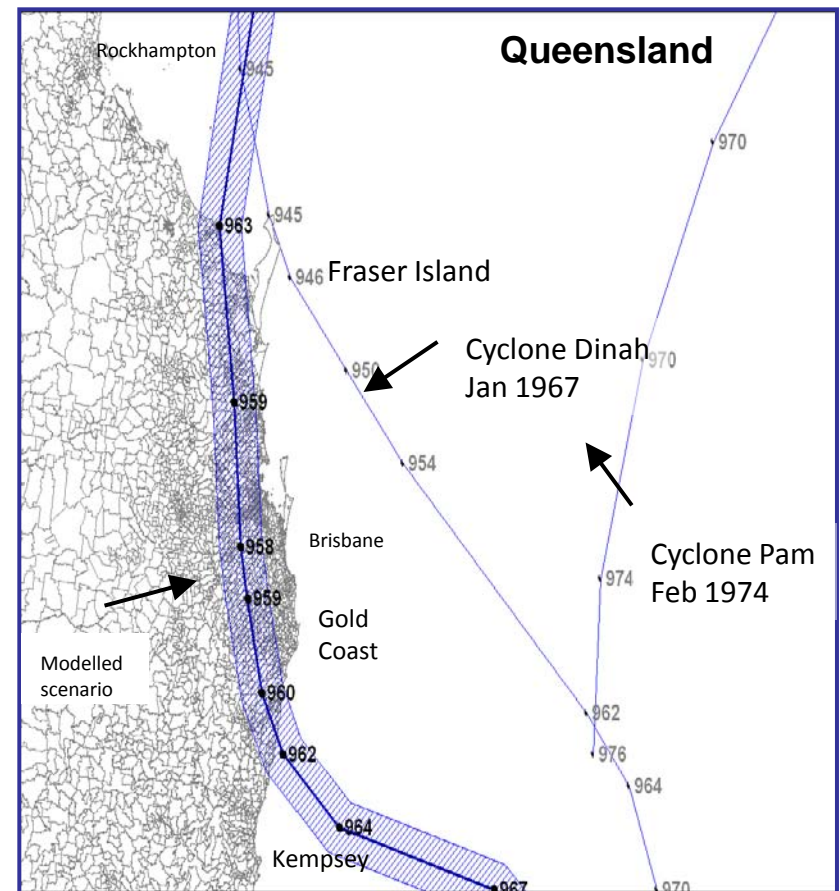 Queensland
Rockhampton
945
970
945
963
946
Fraser Island
Cyclone Dinah
Jan 1967
970
950
959
954
958
Brisbane
Cyclone Pam
Feb 1974
974
959
Gold
Coast
Modelled
scenario
960
962
962
976
964
964
Kempsey
967
970